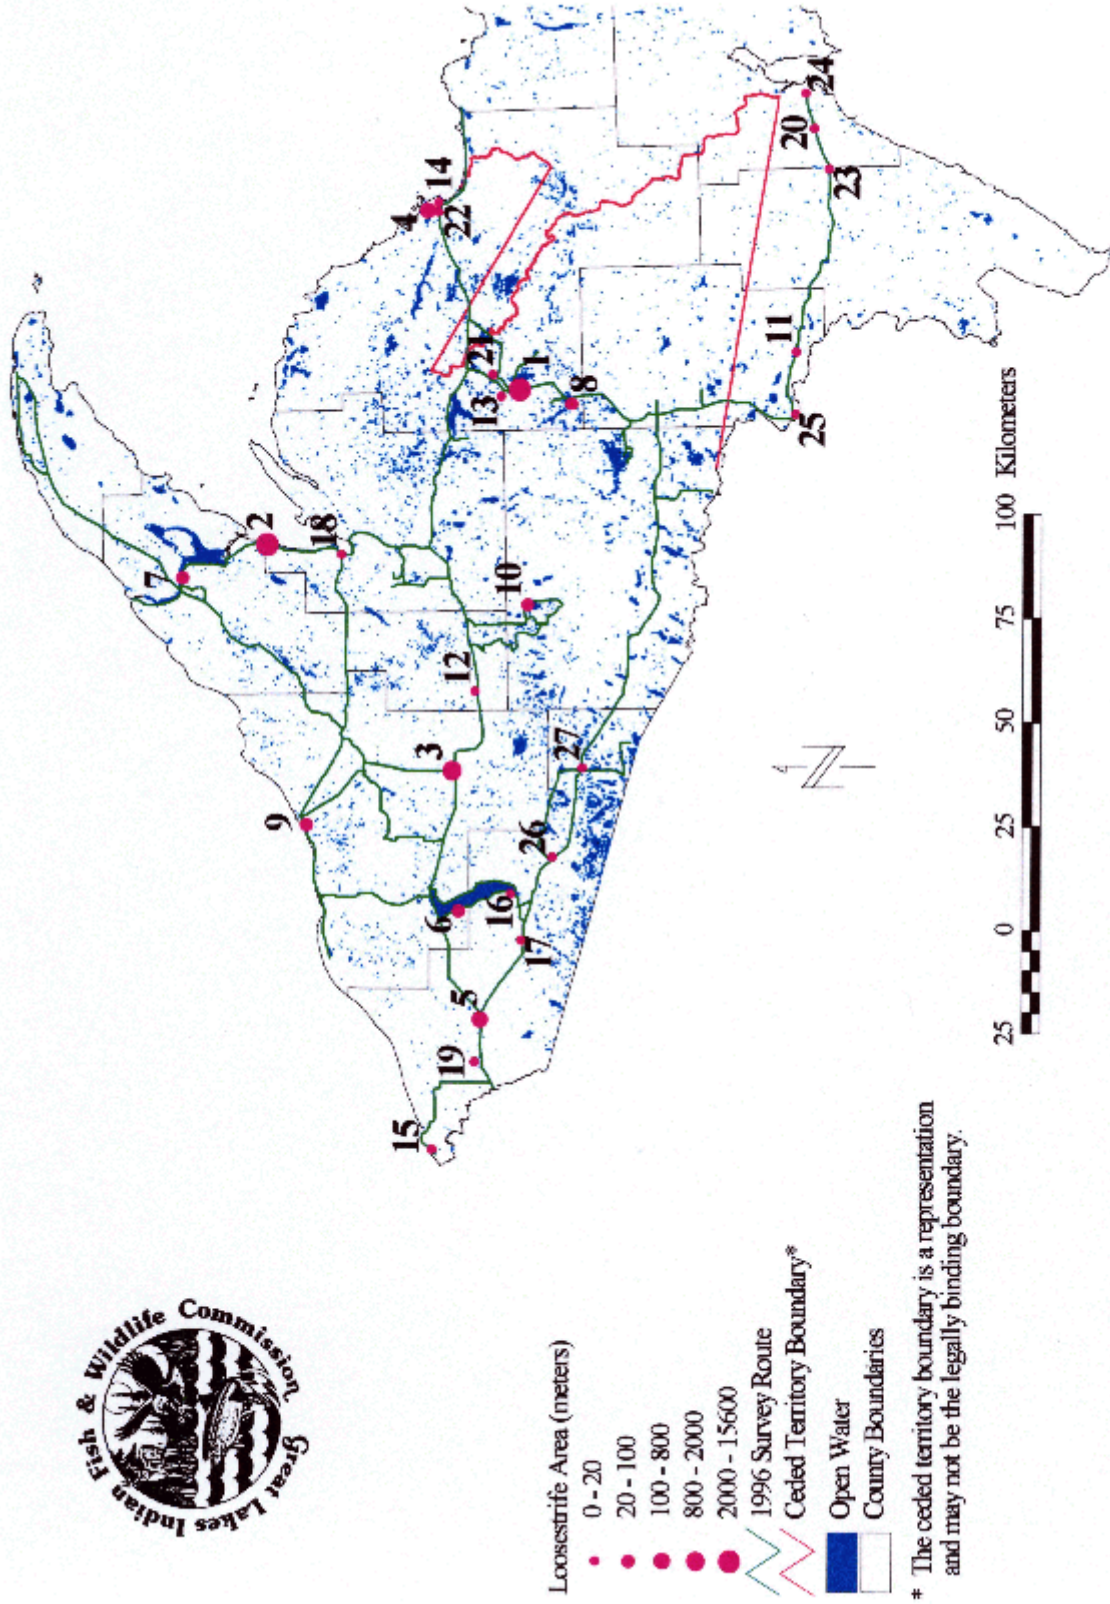 Great Lakes Indian Fish & Wildlife Commission
Loosestrife Area (meters)
0 - 20
20 - 100
100 - 800
800 - 2000
2000 - 15600
1996 Survey Route
Ceded Territory Boundary*
Open Water
County Boundaries
* The ceded territory boundary is a representation
and may not be the legally binding boundary.
15
19
5
6
16
17
9
3
26
27
12
10
7
2
18
4
14
22
21
13
1
8
25
11
23
20
24
N
25 0 25 50 75 100 Kilometers